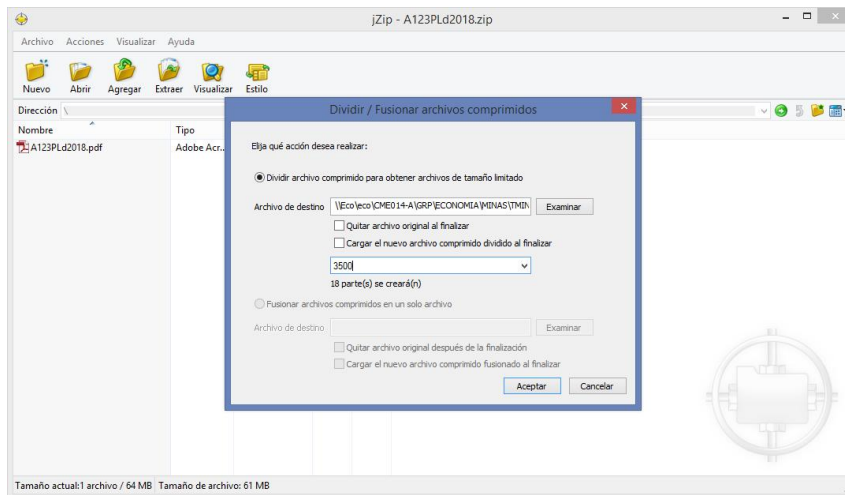 jZip - A123PLd2018.zip
Archivo Acciones Visualizar Ayuda
Nuevo Abrir Agregar Extraer Visualizar Estilo
Dirección \
Nombre Tipo
A123PLd2018.pdf Adobe Acr...
Dividir / Fusionar archivos comprimidos
Elija qué acción desea realizar:
Dividir archivo comprimido para obtener archivos de tamaño limitado
Archivo de destino \\Eco\eco\CME014-A\GRP\ECONOMIA\MINAS\TMIN Examinar
Quitar archivo original al finalizar
Cargar el nuevo archivo comprimido dividido al finalizar
3500
18 parte(s) se creará(n)
Fusionar archivos comprimidos en un solo archivo
Archivo de destino Examinar
Quitar archivo original después de la finalización
Cargar el nuevo archivo comprimido fusionado al finalizar
Aceptar Cancelar
Tamaño actual:1 archivo / 64 MB Tamaño de archivo: 61 MB